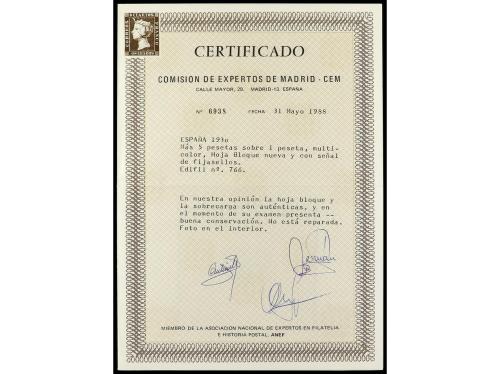 CERTIFICADO
COMISION DE EXPERTOS DE MADRID - CEM
CALLE MAYOR, 29. MADRID-13. ESPAÑA
Nº 6935 FECHA 31 Mayo 1988
ESPAÑA 193o
Más 5 pesetas sobre 1 peseta, multi-
color, Hoja Bloque nueva y con señal
de fijasellos.
Edifil nº. 766.
En nuestra opinión la hoja bloque y
la sobrecarga son auténticas, y en
el momento de su examen presenta --
buena conservación. No está reparada.
Foto en el interior.
MIEMBRO DE LA ASOCIACION NACIONAL DE EXPERTOS EN FILATELIA
E HISTORIA POSTAL. ANEF